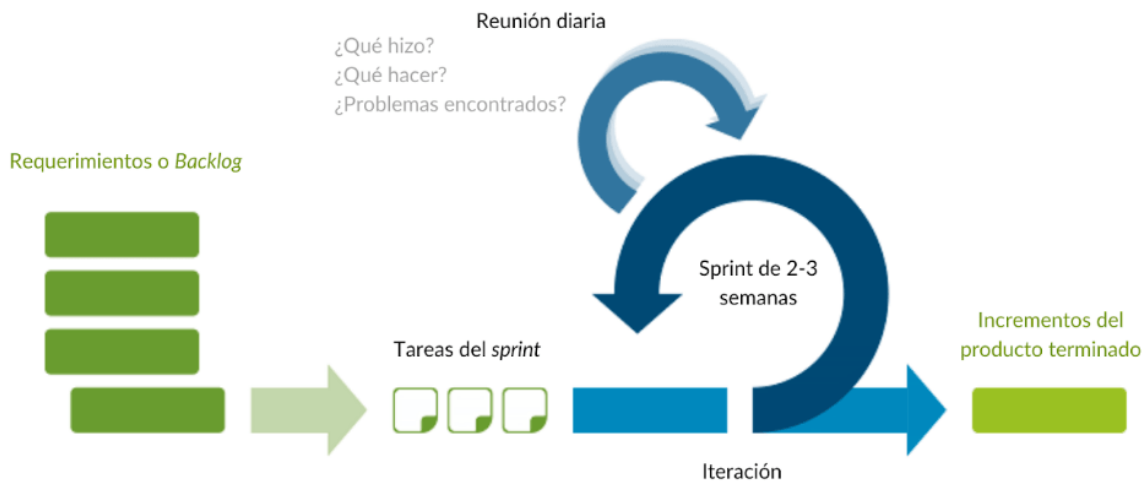 Reunión diaria
¿Qué hizo?
¿Qué hacer?
¿Problemas encontrados?
Requerimientos o Backlog
Sprint de 2-3
semanas
Tareas del sprint
Incrementos del
producto terminado
Iteración